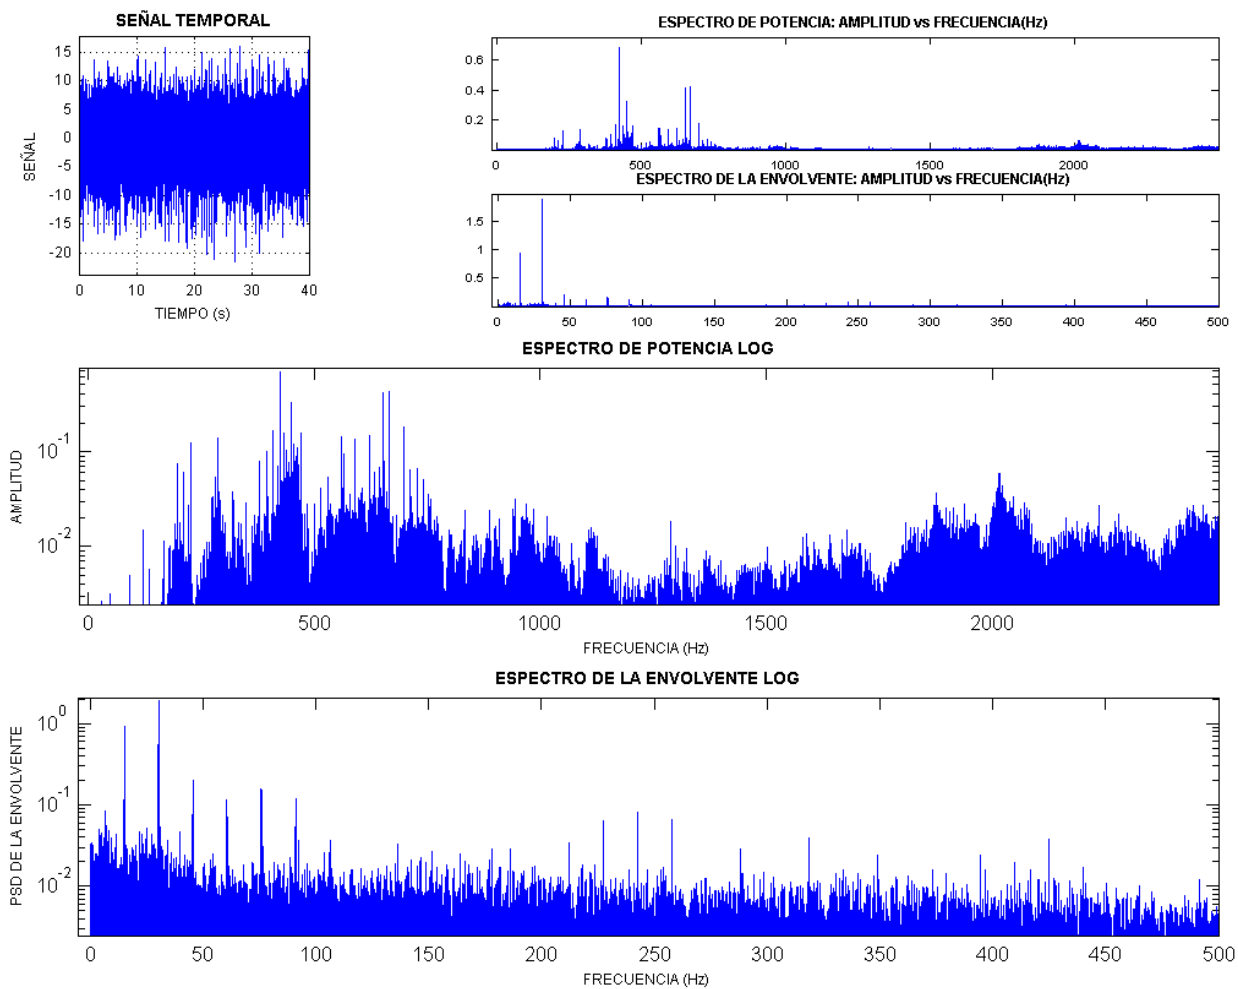 SEÑAL TEMPORAL
SEÑAL
15
10
5
0
-5
-10
-15
-20
0 10 20 30 40
TIEMPO (s)
ESPECTRO DE POTENCIA: AMPLITUD vs FRECUENCIA(Hz)
0.6
0.4
0.2
0 500 1000 1500 2000
ESPECTRO DE LA ENVOLVENTE: AMPLITUD vs FRECUENCIA(Hz)
1.5
1
0.5
0 50 100 150 200 250 300 350 400 450 500
ESPECTRO DE POTENCIA LOG
AMPLITUD
10^-1
10^-2
0 500 1000 1500 2000
FRECUENCIA (Hz)
ESPECTRO DE LA ENVOLVENTE LOG
PSD DE LA ENVOLVENTE
10^0
10^-1
10^-2
0 50 100 150 200 250 300 350 400 450 500
FRECUENCIA (Hz)